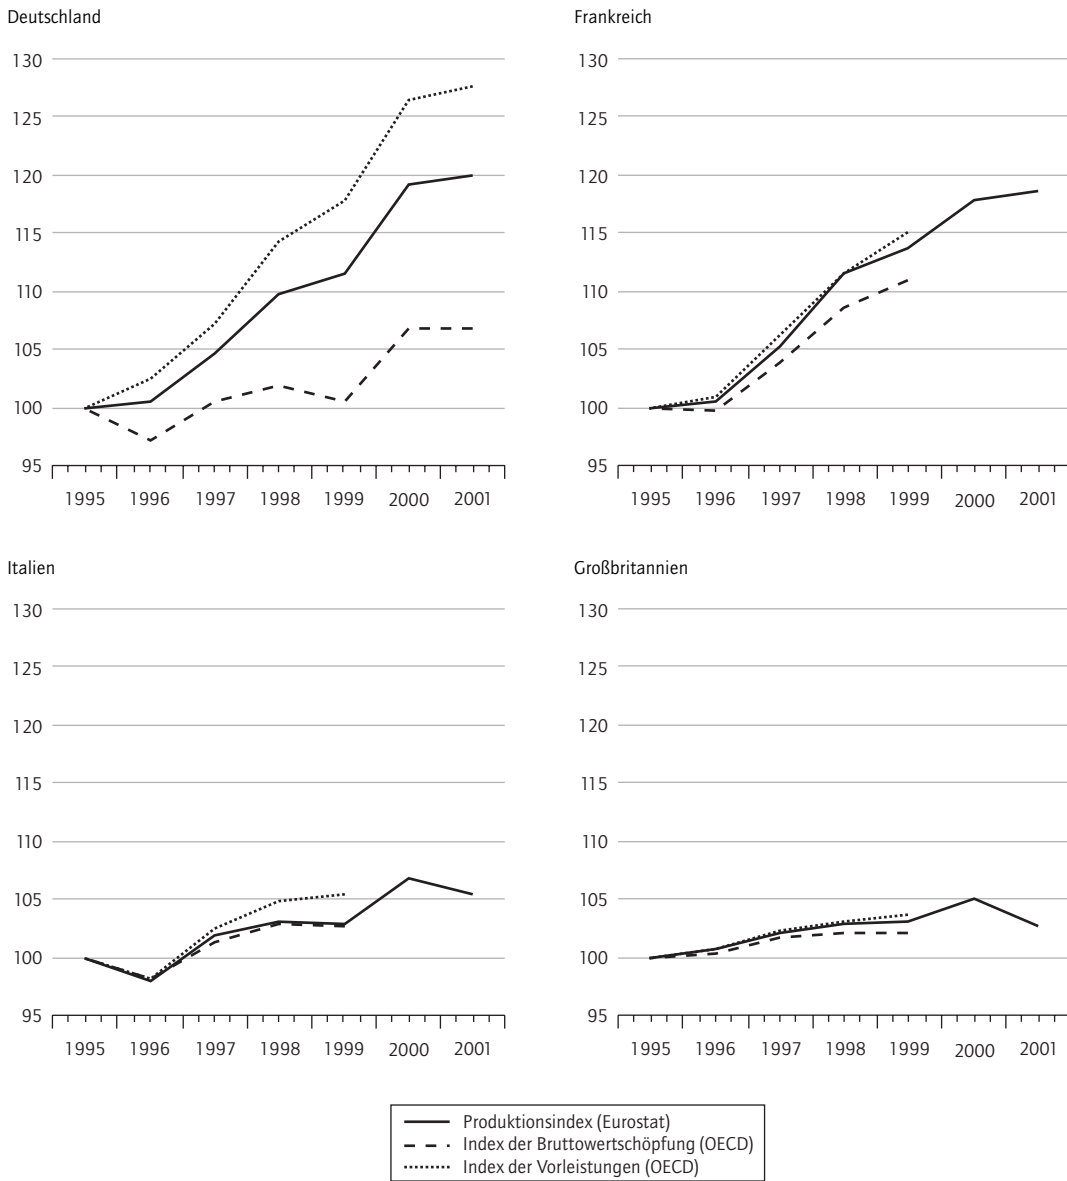 Deutschland
130
125
120
115
110
105
100
95
1995 1996 1997 1998 1999 2000 2001
Frankreich
130
125
120
115
110
105
100
95
1995 1996 1997 1998 1999 2000 2001
Italien
130
125
120
115
110
105
100
95
1995 1996 1997 1998 1999 2000 2001
Großbritannien
130
125
120
115
110
105
100
95
1995 1996 1997 1998 1999 2000 2001
Produktionsindex (Eurostat)
Index der Bruttowertschöpfung (OECD)
Index der Vorleistungen (OECD)